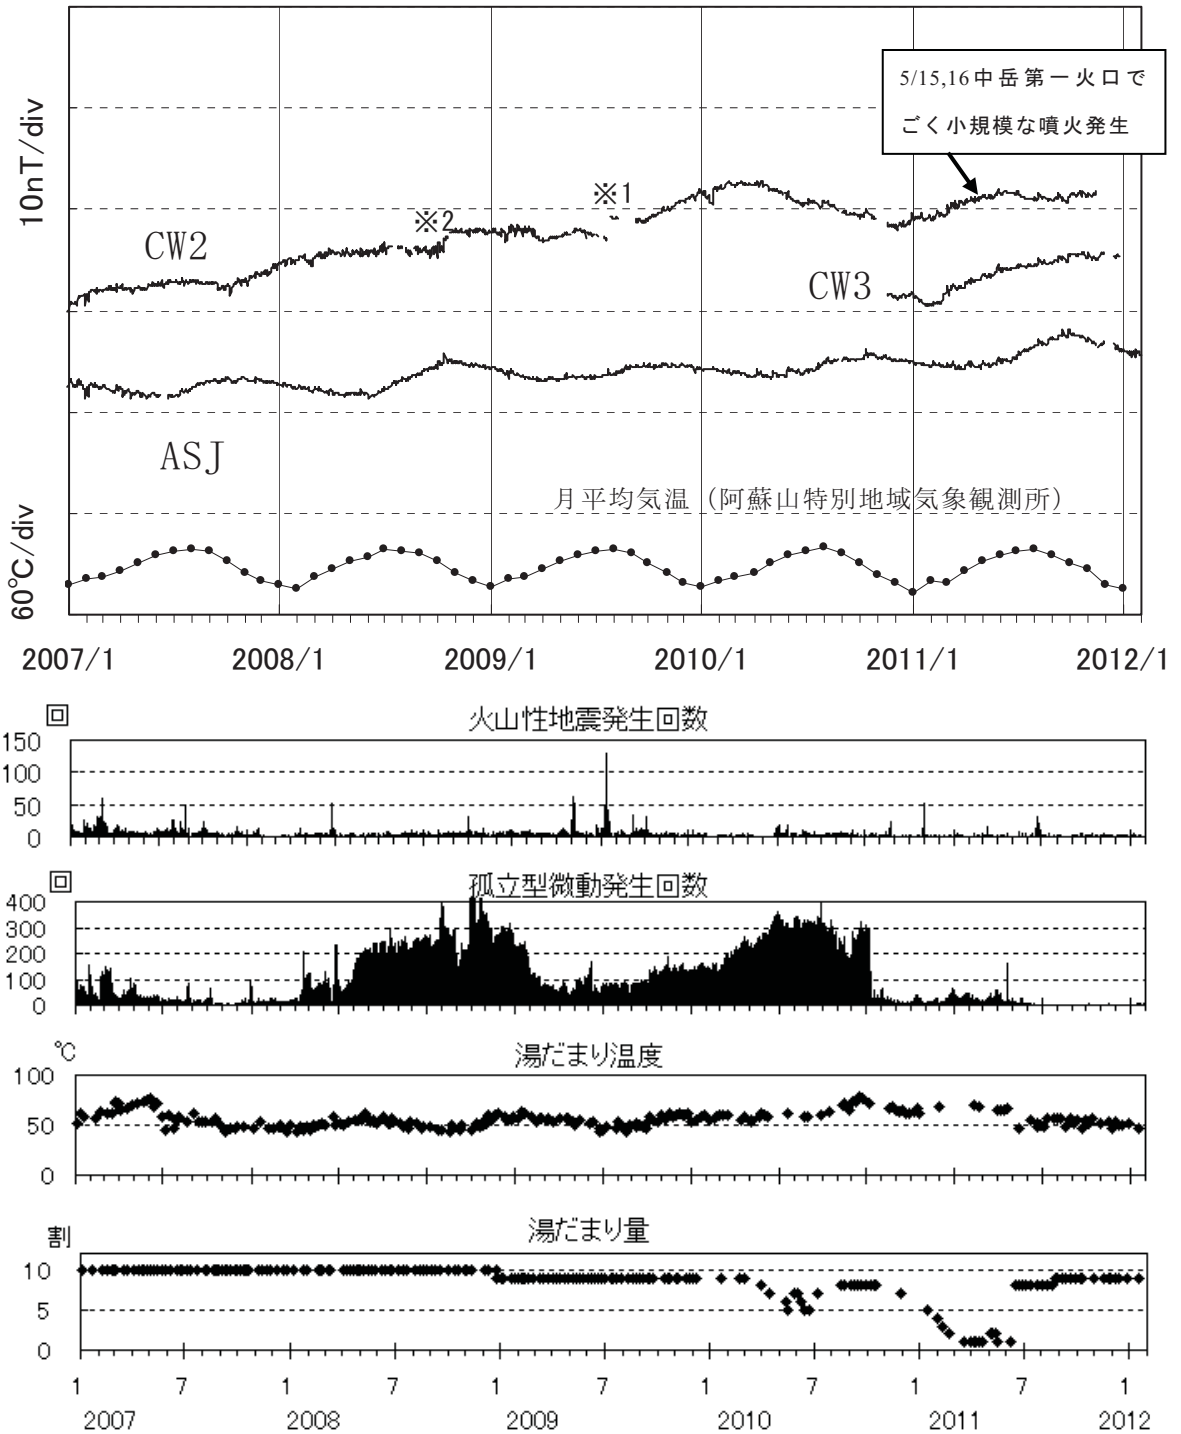 10nT/div
5/15,16中岳第一火口で
ごく小規模な噴火発生
※1
※2
CW2
CW3
ASJ
月平均気温（阿蘇山特別地域気象観測所）
60℃/div
2007/1 2008/1 2009/1 2010/1 2011/1 2012/1
回 火山性地震発生回数
150
100
50
0
回 孤立型微動発生回数
400
300
200
100
0
℃ 湯だまり温度
100
50
0
割 湯だまり量
10
5
0
1 7 1 7 1 7 1 7 1 7 1
2007 2008 2009 2010 2011 2012